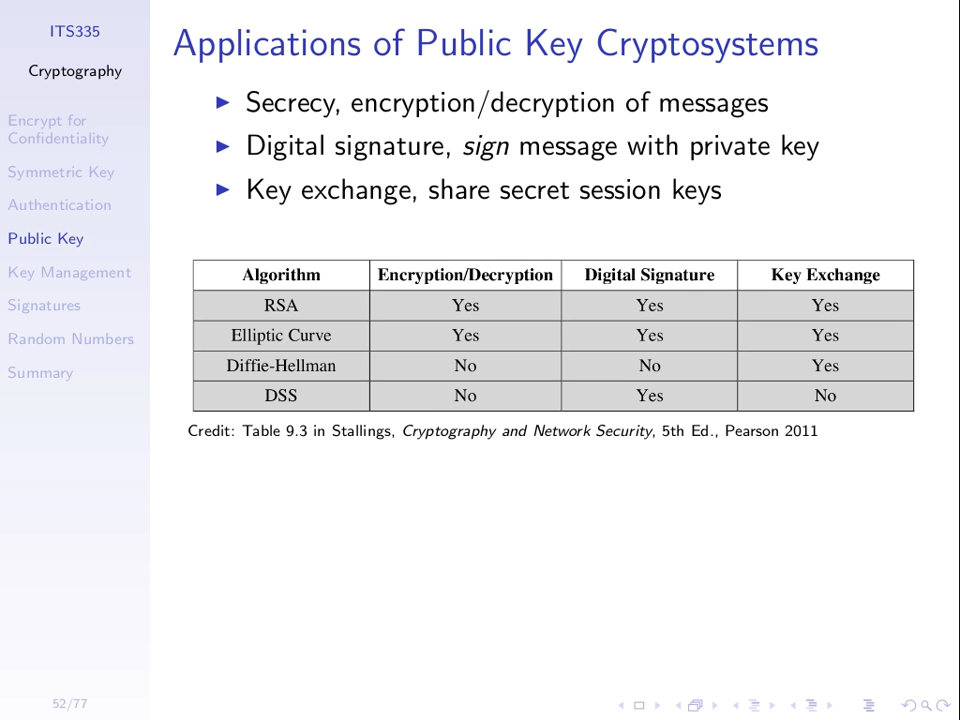 ITS335
Cryptography
Encrypt for
Confidentiality
Symmetric Key
Authentication
Public Key
Key Management
Signatures
Random Numbers
Summary
52/77
Applications of Public Key Cryptosystems
Secrecy, encryption/decryption of messages
Digital signature, sign message with private key
Key exchange, share secret session keys
Algorithm Encryption/Decryption Digital Signature Key Exchange
RSA Yes Yes Yes
Elliptic Curve Yes Yes Yes
Diffie-Hellman No No Yes
DSS No Yes No
Credit: Table 9.3 in Stallings, Cryptography and Network Security, 5th Ed., Pearson 2011